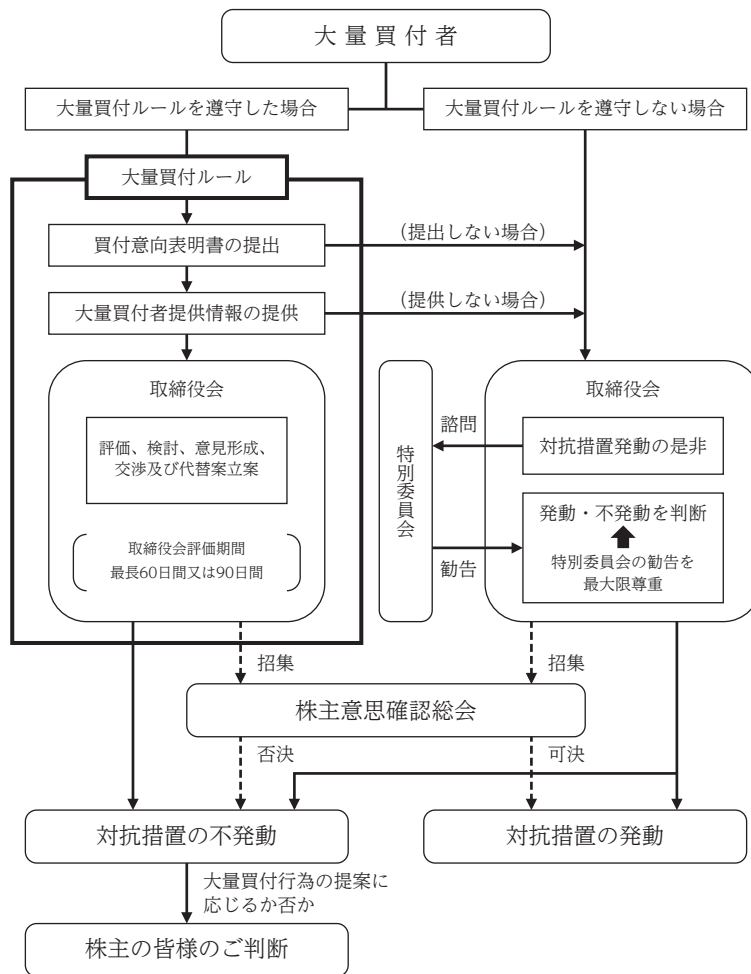 大量買付者
大量買付ルールを遵守した場合
大量買付ルールを遵守しない場合
大量買付ルール
買付意向表明書の提出
（提出しない場合）
大量買付者提供情報の提供
（提供しない場合）
取締役会
評価、検討、意見形成、
交渉及び代替案立案
取締役会評価期間
最長60日間又は90日間
特別委員会
諮問
勧告
取締役会
対抗措置発動の是非
発動・不発動を判断
特別委員会の勧告を
最大限尊重
招集
招集
株主意思確認総会
否決
可決
対抗措置の不発動
対抗措置の発動
大量買付行為の提案に
応じるか否か
株主の皆様のご判断